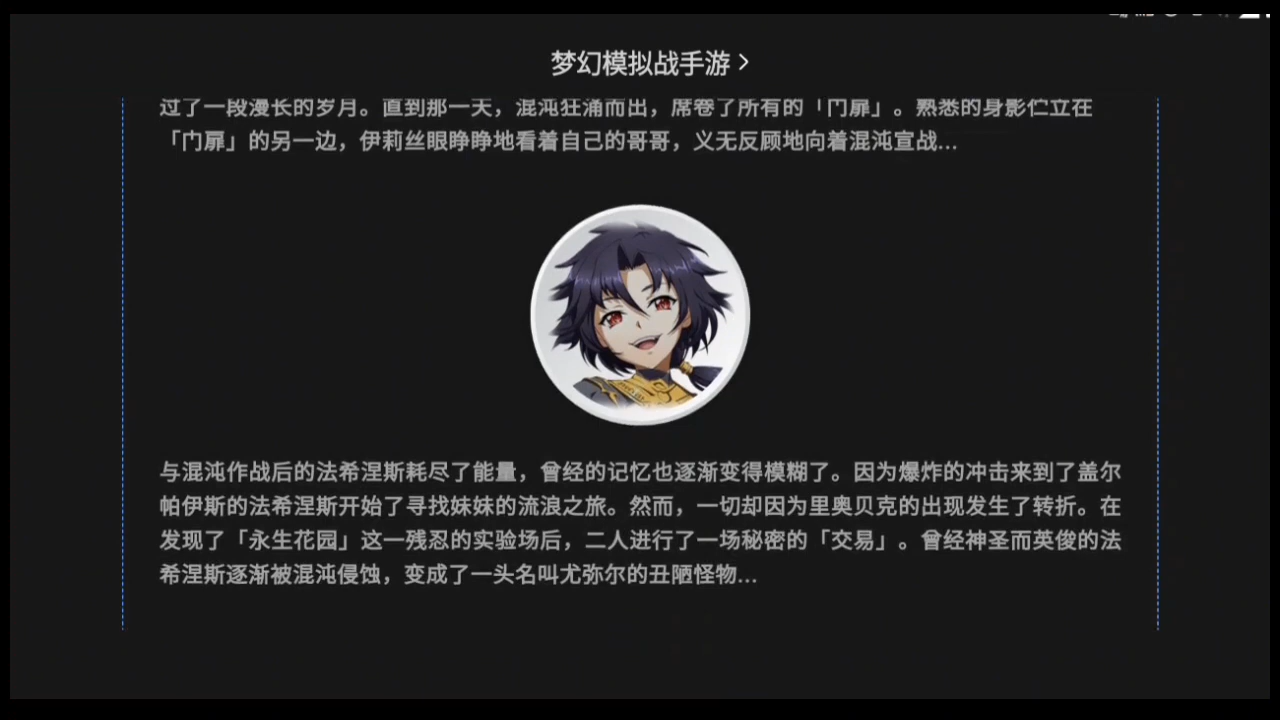 梦幻模拟战手游 >
过了一段漫长的岁月。直到那一天，混沌狂涌而出，席卷了所有的「门扉」。熟悉的身影伫立在
「门扉」的另一边，伊莉丝眼睁睁地看着自己的哥哥，义无反顾地向着混沌宣战...
与混沌作战后的法希涅斯耗尽了能量，曾经的记忆也逐渐变得模糊了。因为爆炸的冲击来到了盖尔
帕伊斯的法希涅斯开始了寻找妹妹的流浪之旅。然而，一切却因为里奥贝克的出现发生了转折。在
发现了「永生花园」这一残忍的实验场后，二人进行了一场秘密的「交易」。曾经神圣而英俊的法
希涅斯逐渐被混沌侵蚀，变成了一头名叫尤弥尔的丑陋怪物...